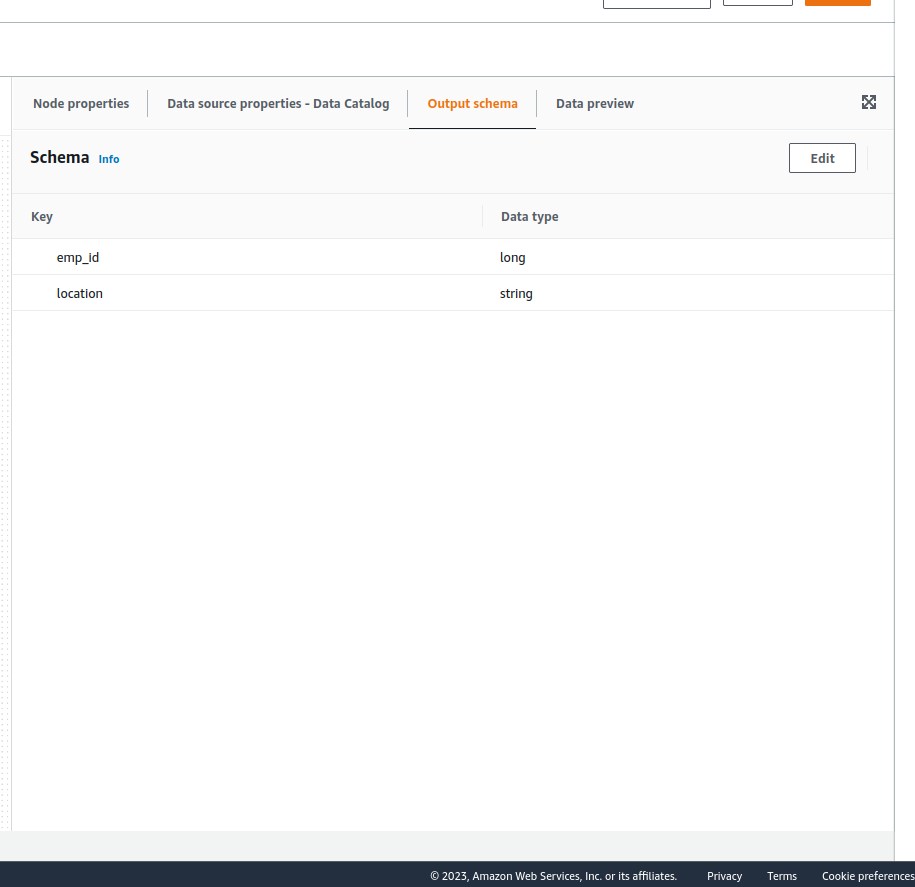 Node properties Data source properties - Data Catalog Output schema Data preview
Schema Info Edit
Key Data type
emp_id long
location string
© 2023, Amazon Web Services, Inc. or its affiliates. Privacy Terms Cookie preferences